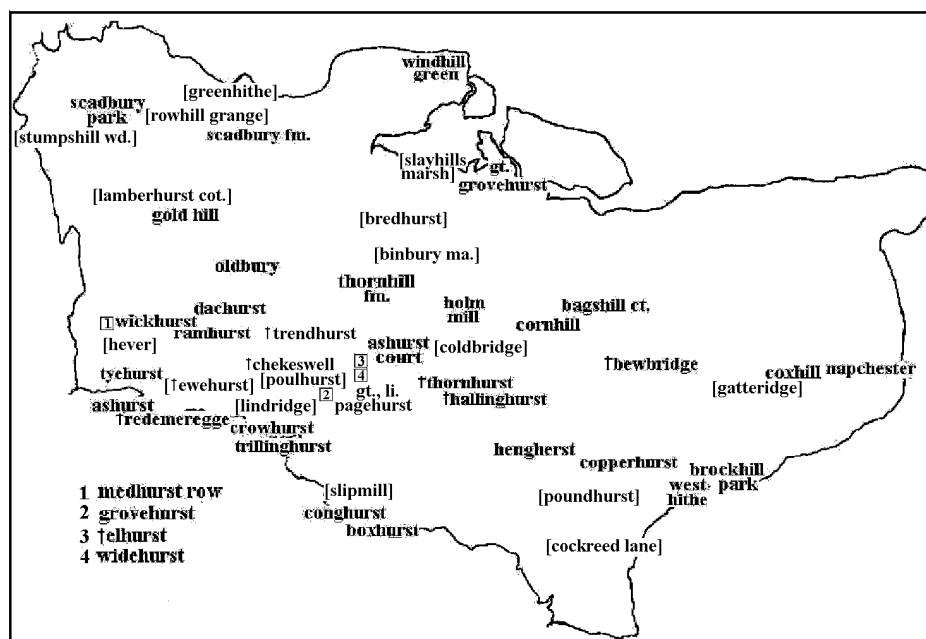 windhill
green
[greenhithe]
scadbury
park
[rowhill grange]
[stumpshill wd.]
scadbury fm.
[slayhills
marsh]
gt.
grovehurst
[lamberhurst cot.]
gold hill
[bredhurst]
[binbury ma.]
oldbury
thornhill
fm.
holm
mill
bagshill ct.
cornhill
dachurst
1 wickhurst
ramhurst
†trendhurst
[hever]
ashurst
court
3
[coldbridge]
†chekeswell
†bewbridge
tyehurst
[†ewehurst]
[poulhurst]
4
†thornhurst
coxhill
napchester
[gatteridge]
gt., li.
2
pagehurst
†hallinghurst
ashurst
[lindridge]
†redemeregge
crowhurst
trillinghurst
hengherst
copperhurst
brockhill
park
west
hithe
[slipmill]
[poundhurst]
conghurst
boxhurst
[cockreed lane]
1 medhurst row
2 grovehurst
3 †elhurst
4 widehurst